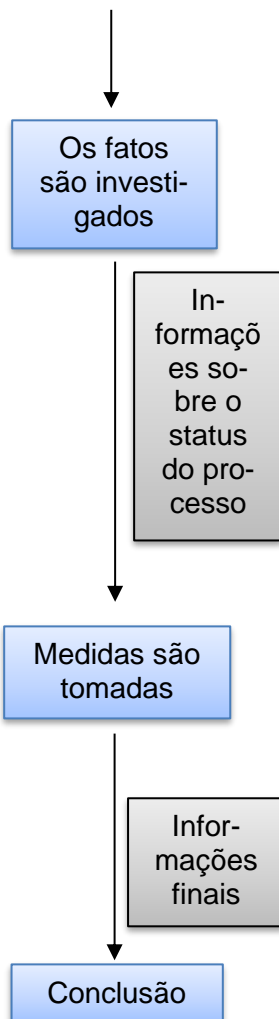 Os fatos
são investi-
gados
In-
formaçõ
es so-
bre o
status
do pro-
cesso
Medidas são
tomadas
Infor-
mações
finais
Conclusão